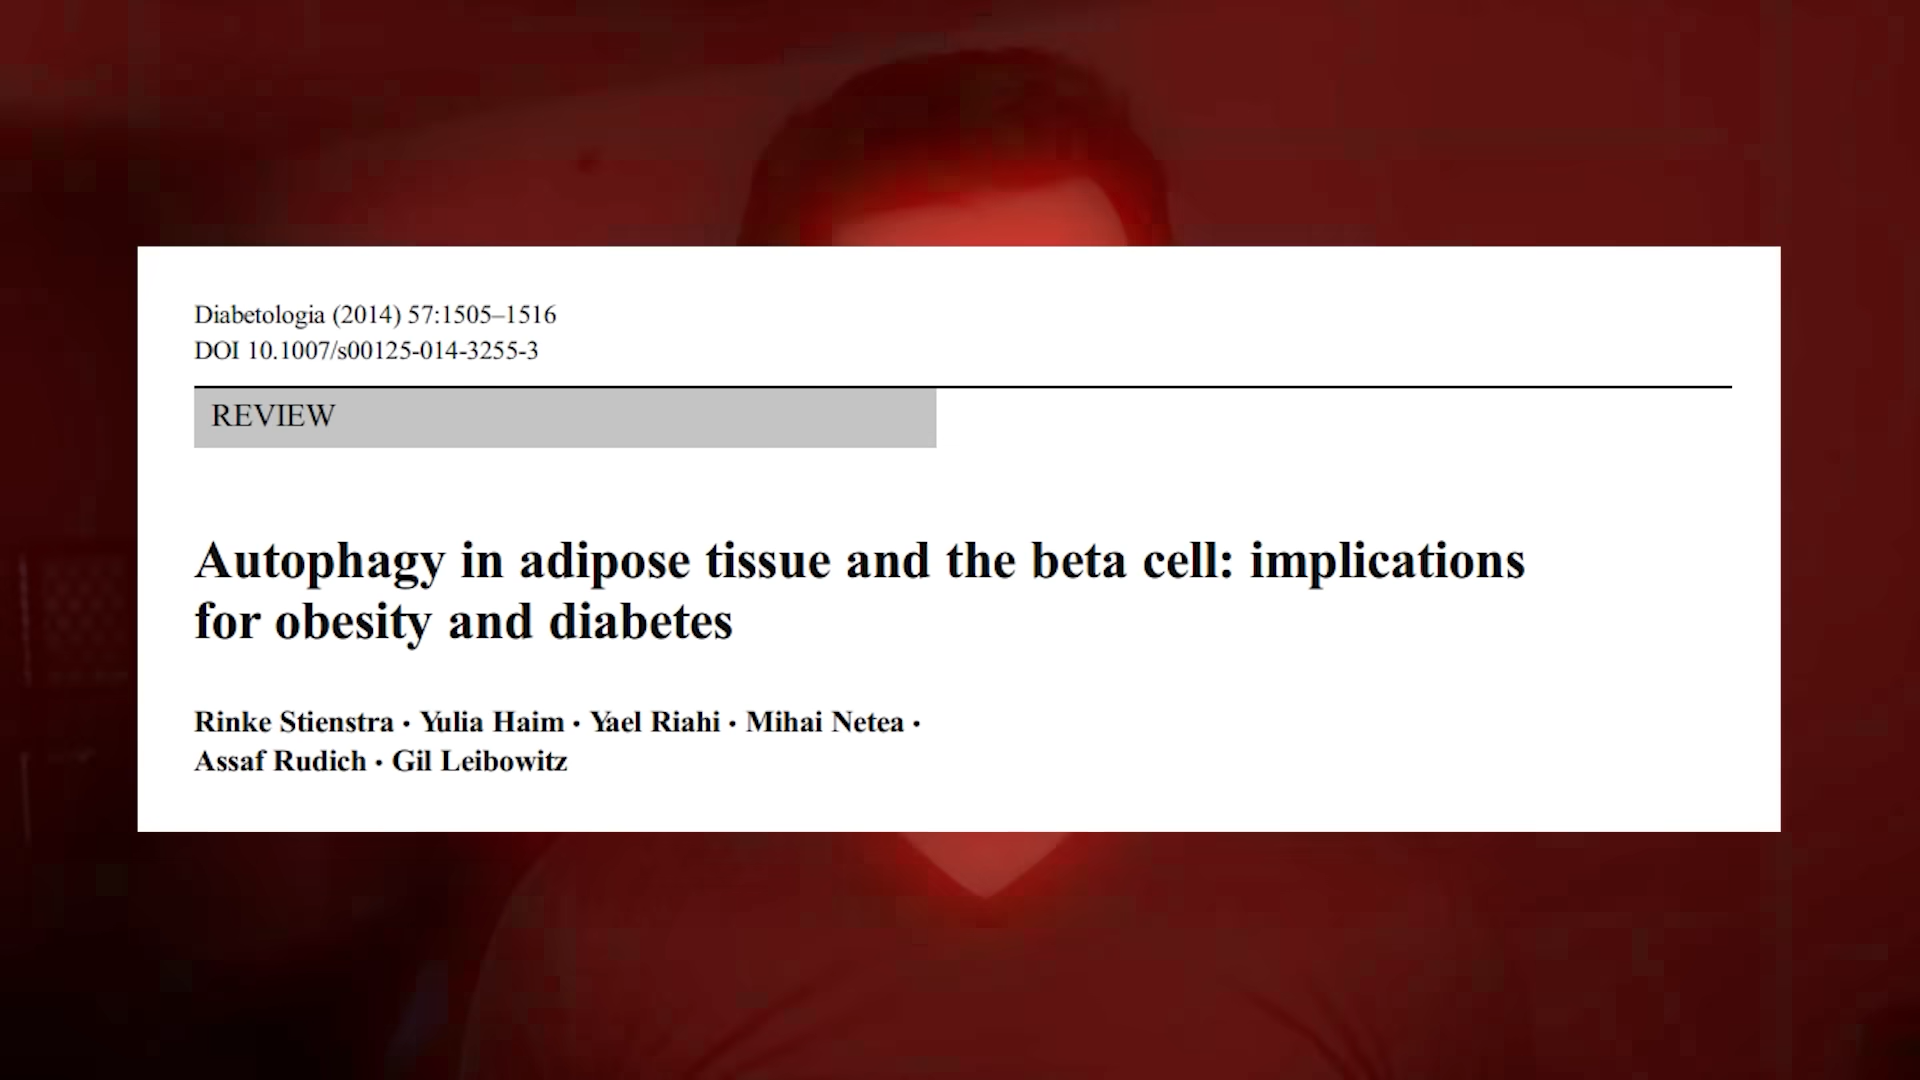 Diabetologia (2014) 57:1505–1516
DOI 10.1007/s00125-014-3255-3
REVIEW
Autophagy in adipose tissue and the beta cell: implications
for obesity and diabetes
Rinke Stienstra · Yulia Haim · Yael Riahi · Mihai Netea ·
Assaf Rudich · Gil Leibowitz